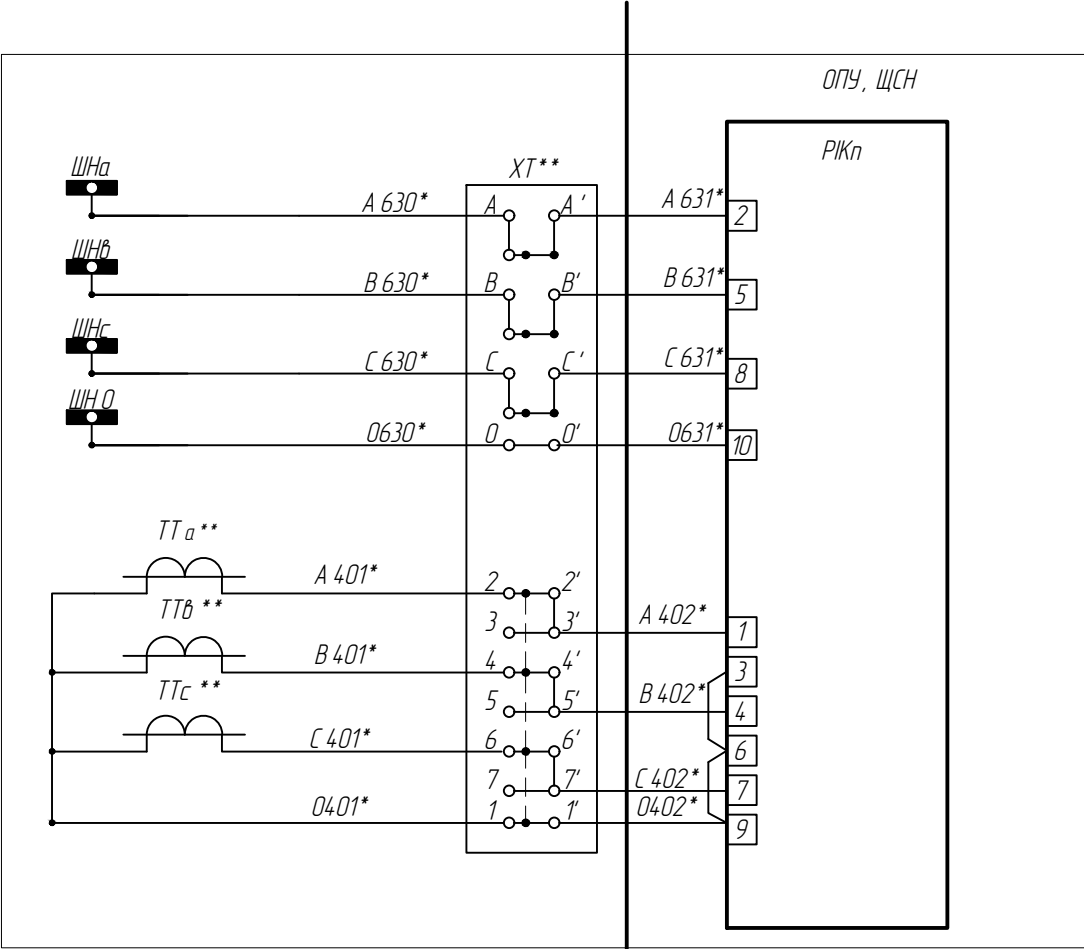 ОПУ, ЩСН
РІКп
ХТ**
ШНа
А 630*
А
А'
А 631*
2
ШНв
В 630*
В
В'
В 631*
5
ШНс
С 630*
С
С'
С 631*
8
ШН 0
0630*
0
0'
0631*
10
ТТа**
А 401*
2
2'
3
3'
А 402*
1
ТТв **
В 401*
4
4'
3
5
5'
В 402*
4
ТТс **
С 401*
6
6'
6
7
7'
С 402*
7
0401*
1
1'
0402*
9